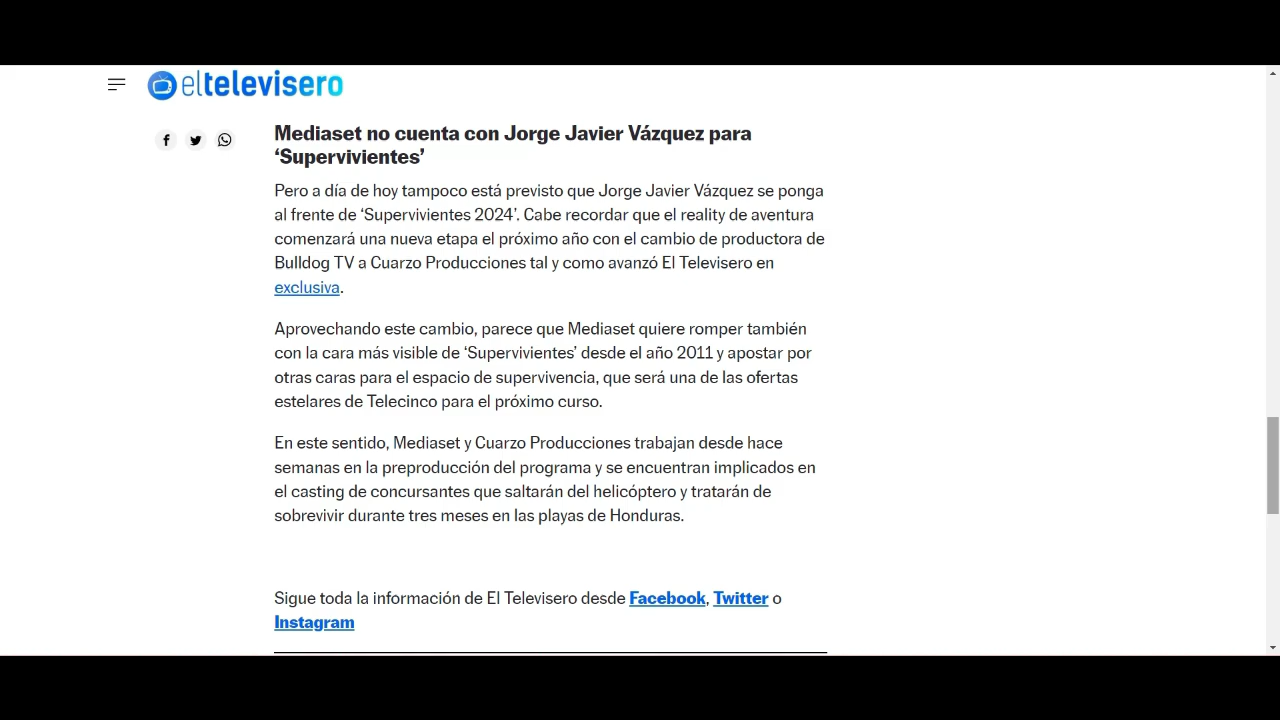 eltelevisero
Mediaset no cuenta con Jorge Javier Vázquez para
‘Supervivientes’
Pero a día de hoy tampoco está previsto que Jorge Javier Vázquez se ponga
al frente de ‘Supervivientes 2024’. Cabe recordar que el reality de aventura
comenzará una nueva etapa el próximo año con el cambio de productora de
Bulldog TV a Cuarzo Producciones tal y como avanzó El Televisero en
exclusiva.
Aprovechando este cambio, parece que Mediaset quiere romper también
con la cara más visible de ‘Supervivientes’ desde el año 2011 y apostar por
otras caras para el espacio de supervivencia, que será una de las ofertas
estelares de Telecinco para el próximo curso.
En este sentido, Mediaset y Cuarzo Producciones trabajan desde hace
semanas en la preproducción del programa y se encuentran implicados en
el casting de concursantes que saltarán del helicóptero y tratarán de
sobrevivir durante tres meses en las playas de Honduras.
Sigue toda la información de El Televisero desde Facebook, Twitter o
Instagram